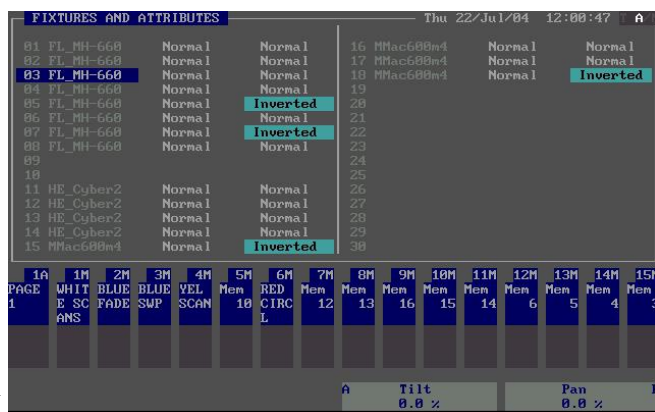 FIXTURES AND ATTRIBUTES Thu 22/Jul/04 12:00:47 T A
01 FL_MH-660 Normal Normal 16 MMac600m4 Normal Normal
02 FL_MH-660 Normal Normal 17 MMac600m4 Normal Normal
03 FL_MH-660 Normal Normal 18 MMac600m4 Normal Inverted
04 FL_MH-660 Normal Normal 19
05 FL_MH-660 Normal Inverted 20
06 FL_MH-660 Normal Normal 21
07 FL_MH-660 Normal Inverted 22
08 FL_MH-660 Normal Normal 23
09 24
10 25
11 HE_Cyber2 Normal Normal 26
12 HE_Cyber2 Normal Normal 27
13 HE_Cyber2 Normal Normal 28
14 HE_Cyber2 Normal Normal 29
15 MMac600m4 Normal Inverted 30
1A 1M 2M 3M 4M 5M 6M 7M 8M 9M 10M 11M 12M 13M 14M 15M
PAGE WHIT BLUE BLUE YEL Mem RED Mem Mem Mem Mem Mem Mem Mem Mem Mem
1 E SC FADE SWP SCAN 10 CIRC 12 13 16 15 14 6 5 4
ANS L
A Tilt Pan
0.0 % 0.0 %